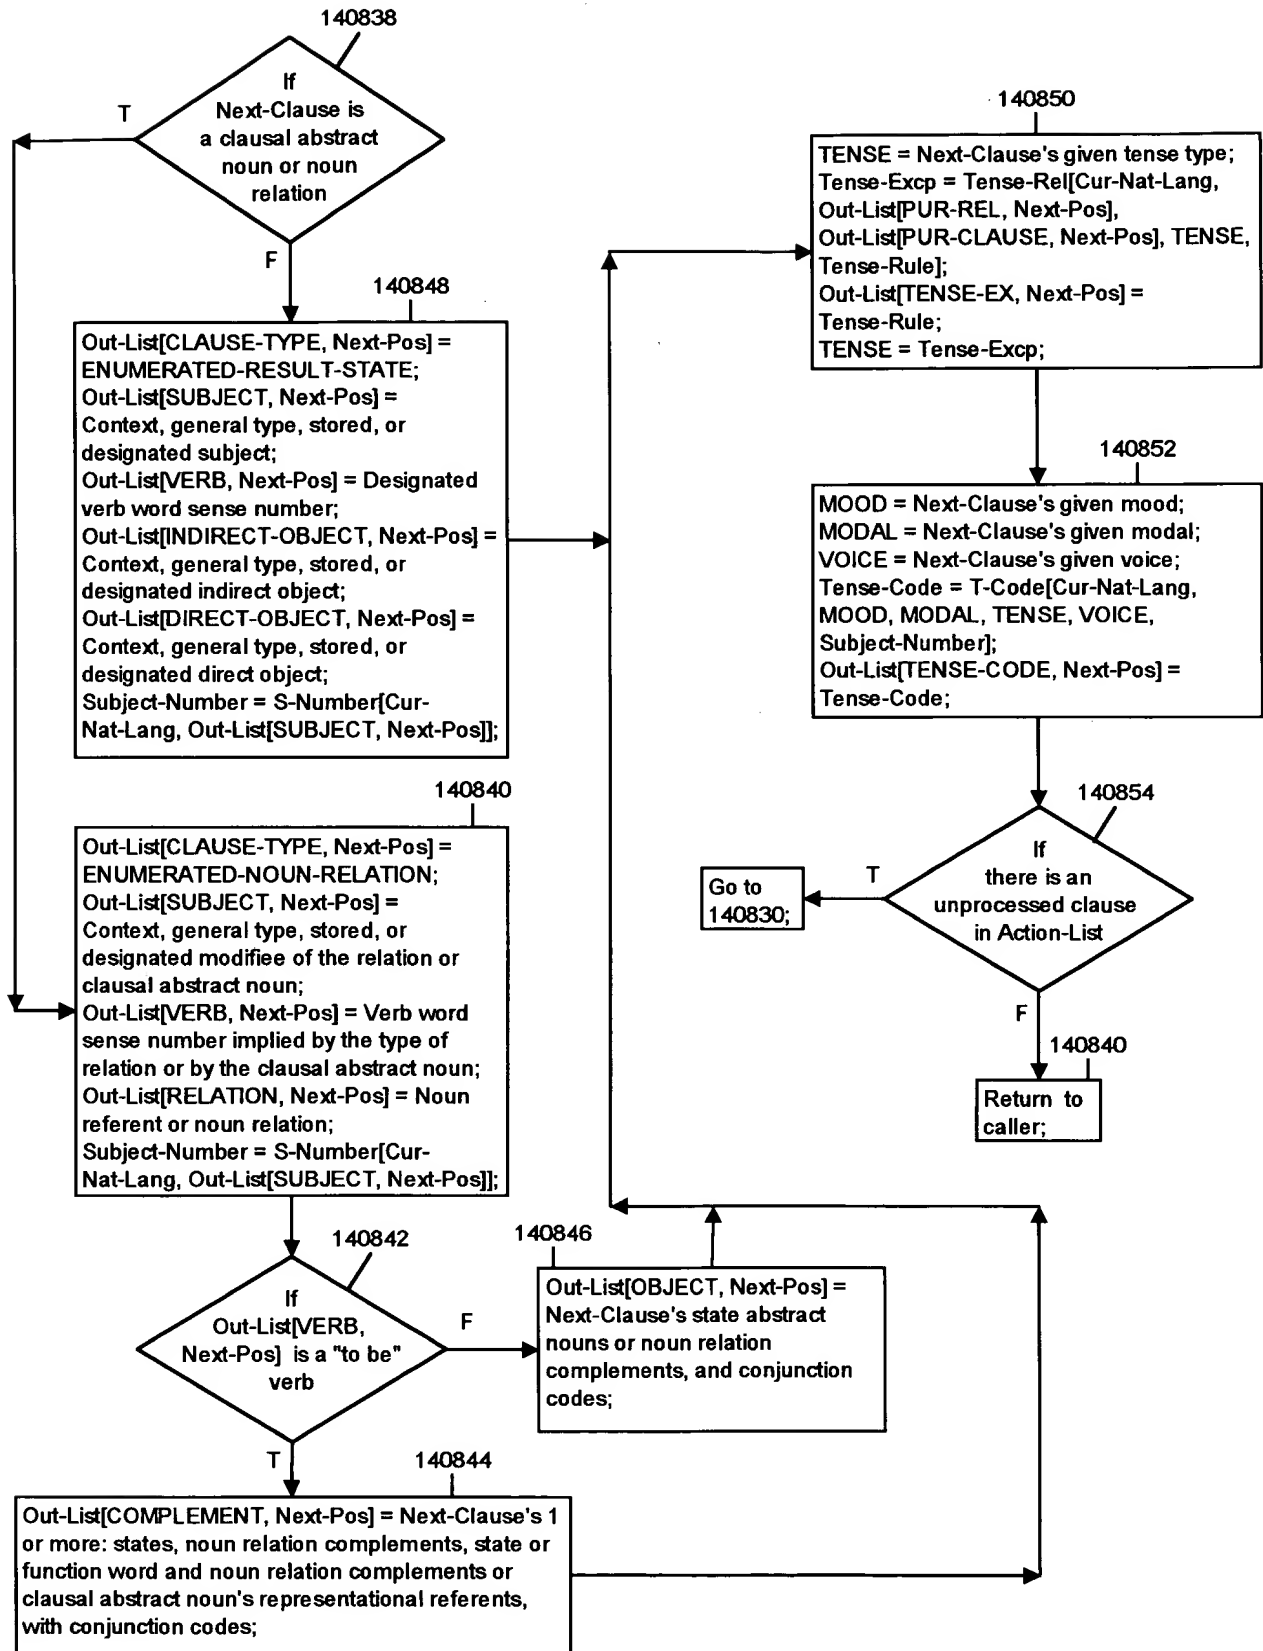 140838
If
Next-Clause is
a clausal abstract
noun or noun
relation
T
F
140848
Out-List[CLAUSE-TYPE, Next-Pos] =
ENUMERATED-RESULT-STATE;
Out-List[SUBJECT, Next-Pos] =
Context, general type, stored, or
designated subject;
Out-List[VERB, Next-Pos] = Designated
verb word sense number;
Out-List[INDIRECT-OBJECT, Next-Pos] =
Context, general type, stored, or
designated indirect object;
Out-List[DIRECT-OBJECT, Next-Pos] =
Context, general type, stored, or
designated direct object;
Subject-Number = S-Number[Cur-
Nat-Lang, Out-List[SUBJECT, Next-Pos]];
140840
Out-List[CLAUSE-TYPE, Next-Pos] =
ENUMERATED-NOUN-RELATION;
Out-List[SUBJECT, Next-Pos] =
Context, general type, stored, or
designated modifiee of the relation or
clausal abstract noun;
Out-List[VERB, Next-Pos] = Verb word
sense number implied by the type of
relation or by the clausal abstract noun;
Out-List[RELATION, Next-Pos] = Noun
referent or noun relation;
Subject-Number = S-Number[Cur-
Nat-Lang, Out-List[SUBJECT, Next-Pos]];
140842
If
Out-List[VERB,
Next-Pos] is a "to be"
verb
F
T
140846
Out-List[OBJECT, Next-Pos] =
Next-Clause's state abstract
nouns or noun relation
complements, and conjunction
codes;
140844
Out-List[COMPLEMENT, Next-Pos] = Next-Clause's 1
or more: states, noun relation complements, state or
function word and noun relation complements or
clausal abstract noun's representational referents,
with conjunction codes;
140850
TENSE = Next-Clause's given tense type;
Tense-Excp = Tense-Rel[Cur-Nat-Lang,
Out-List[PUR-REL, Next-Pos],
Out-List[PUR-CLAUSE, Next-Pos], TENSE,
Tense-Rule];
Out-List[TENSE-EX, Next-Pos] =
Tense-Rule;
TENSE = Tense-Excp;
140852
MOOD = Next-Clause's given mood;
MODAL = Next-Clause's given modal;
VOICE = Next-Clause's given voice;
Tense-Code = T-Code[Cur-Nat-Lang,
MOOD, MODAL, TENSE, VOICE,
Subject-Number];
Out-List[TENSE-CODE, Next-Pos] =
Tense-Code;
140854
If
there is an
unprocessed clause
in Action-List
T
Go to
140830;
F
140840
Return to
caller;